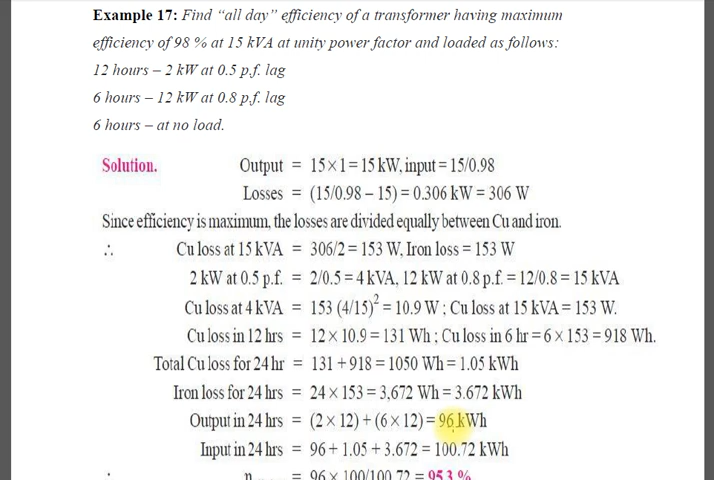 Example 17: Find “all day” efficiency of a transformer having maximum
efficiency of 98 % at 15 kVA at unity power factor and loaded as follows:
12 hours – 2 kW at 0.5 p.f. lag
6 hours – 12 kW at 0.8 p.f. lag
6 hours – at no load.
Solution. Output = 15 × 1 = 15 kW, input = 15/0.98
Losses = (15/0.98 – 15) = 0.306 kW = 306 W
Since efficiency is maximum, the losses are divided equally between Cu and iron.
∴ Cu loss at 15 kVA = 306/2 = 153 W, Iron loss = 153 W
2 kW at 0.5 p.f. = 2/0.5 = 4 kVA, 12 kW at 0.8 p.f. = 12/0.8 = 15 kVA
Cu loss at 4 kVA = 153 (4/15)² = 10.9 W ; Cu loss at 15 kVA = 153 W.
Cu loss in 12 hrs = 12 × 10.9 = 131 Wh ; Cu loss in 6 hr = 6 × 153 = 918 Wh.
Total Cu loss for 24 hr = 131 + 918 = 1050 Wh = 1.05 kWh
Iron loss for 24 hrs = 24 × 153 = 3,672 Wh = 3.672 kWh
Output in 24 hrs = (2 × 12) + (6 × 12) = 96 kWh
Input in 24 hrs = 96 + 1.05 + 3.672 = 100.72 kWh
∴ η = 96 × 100/100.72 = 95.3 %